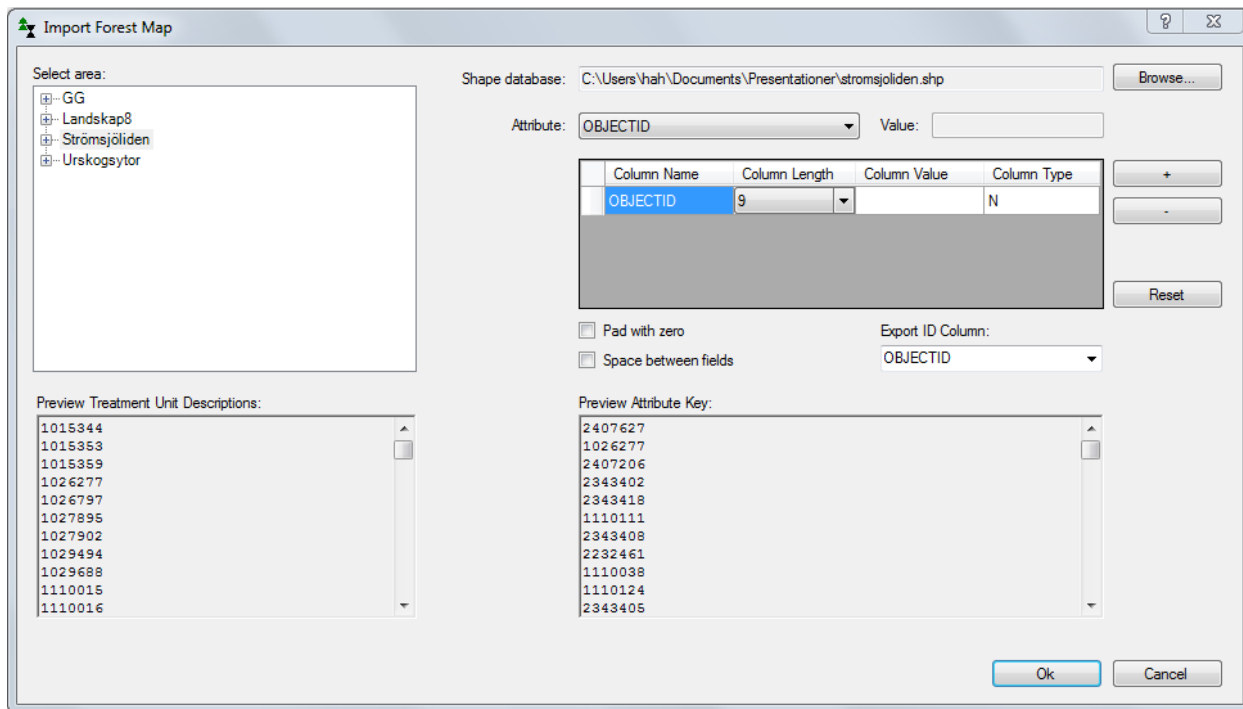 Import Forest Map
Select area:
GG
Landskap8
Strömsjöliden
Urskogsytor
Shape database: C:\Users\hah\Documents\Presentationer\stromsjoliden.shp Browse...
Attribute: OBJECTID Value:
Column Name Column Length Column Value Column Type
OBJECTID 9 N
+
-
Reset
Pad with zero
Space between fields
Export ID Column:
OBJECTID
Preview Treatment Unit Descriptions:
1015344
1015353
1015359
1026277
1026797
1027895
1027902
1029494
1029688
1110015
1110016
Preview Attribute Key:
2407627
1026277
2407206
2343402
2343418
1110111
2343408
2232461
1110038
1110124
2343405
Ok Cancel